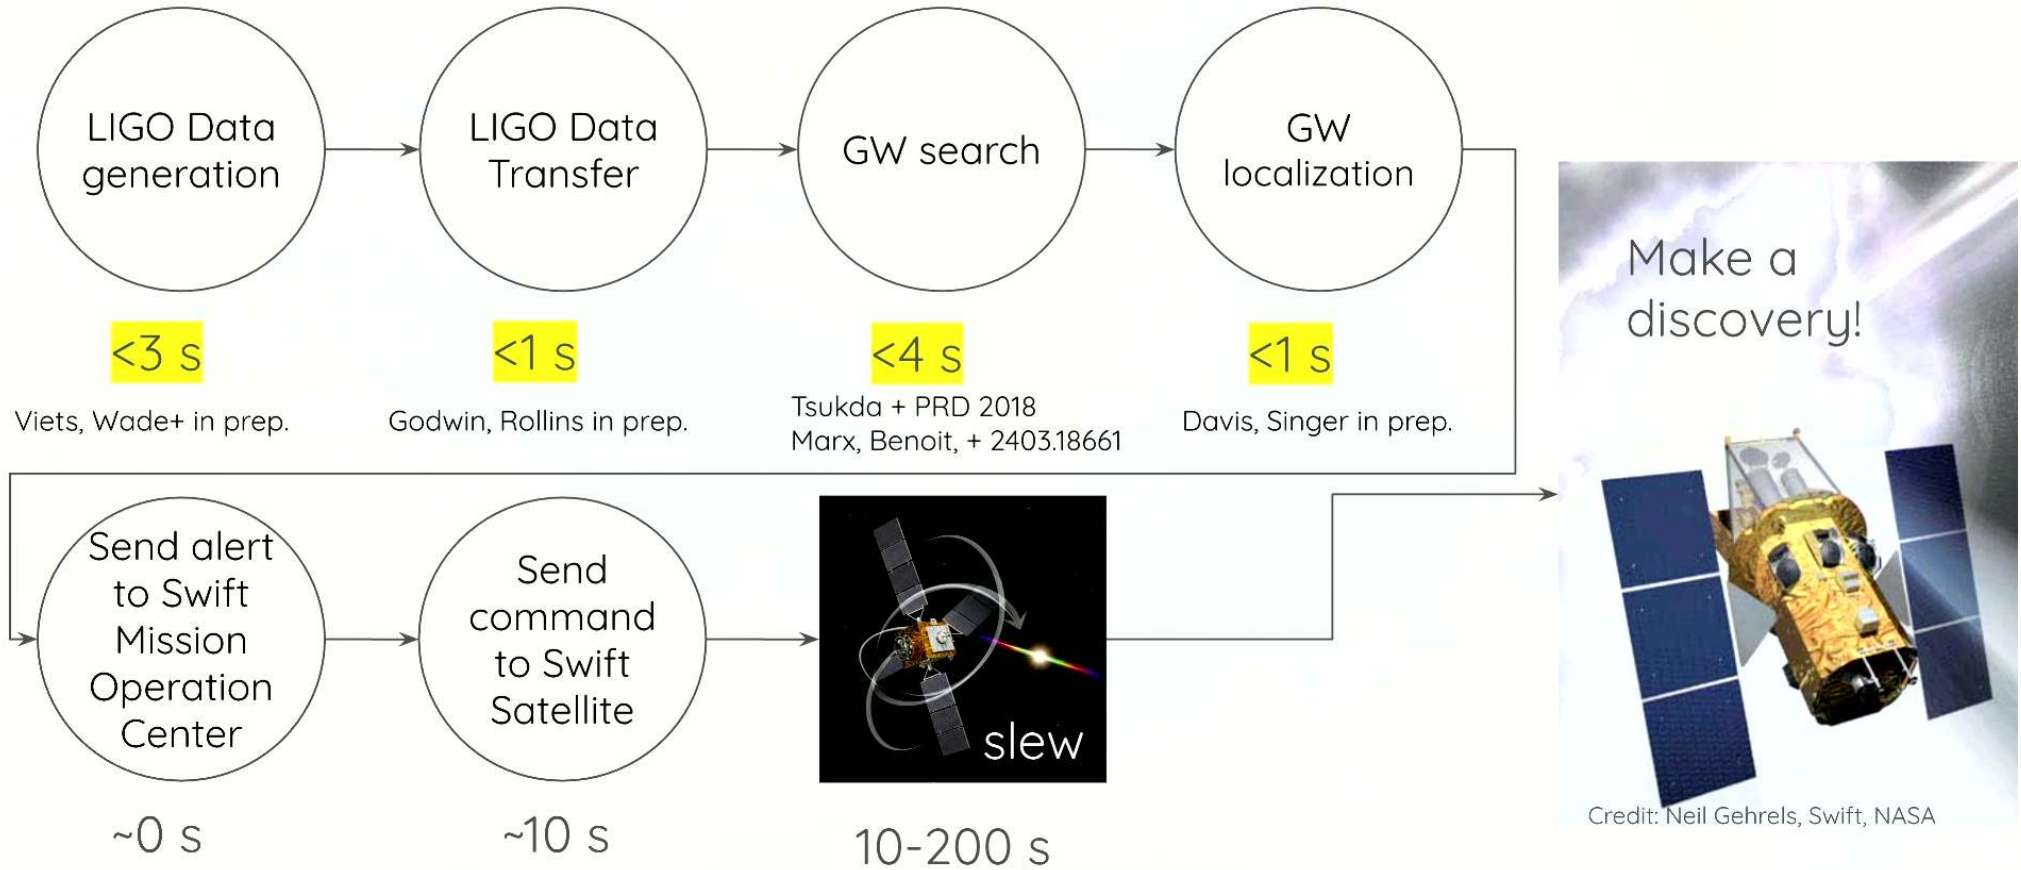 LIGO Data
generation
LIGO Data
Transfer
GW search
GW
localization
<3 s
<1 s
<4 s
<1 s
Viets, Wade+ in prep.
Godwin, Rollins in prep.
Tsukda + PRD 2018
Marx, Benoit, + 2403.18661
Davis, Singer in prep.
Send alert
to Swift
Mission
Operation
Center
Send
command
to Swift
Satellite
slew
~0 s
~10 s
10-200 s
Make a
discovery!
Credit: Neil Gehrels, Swift, NASA